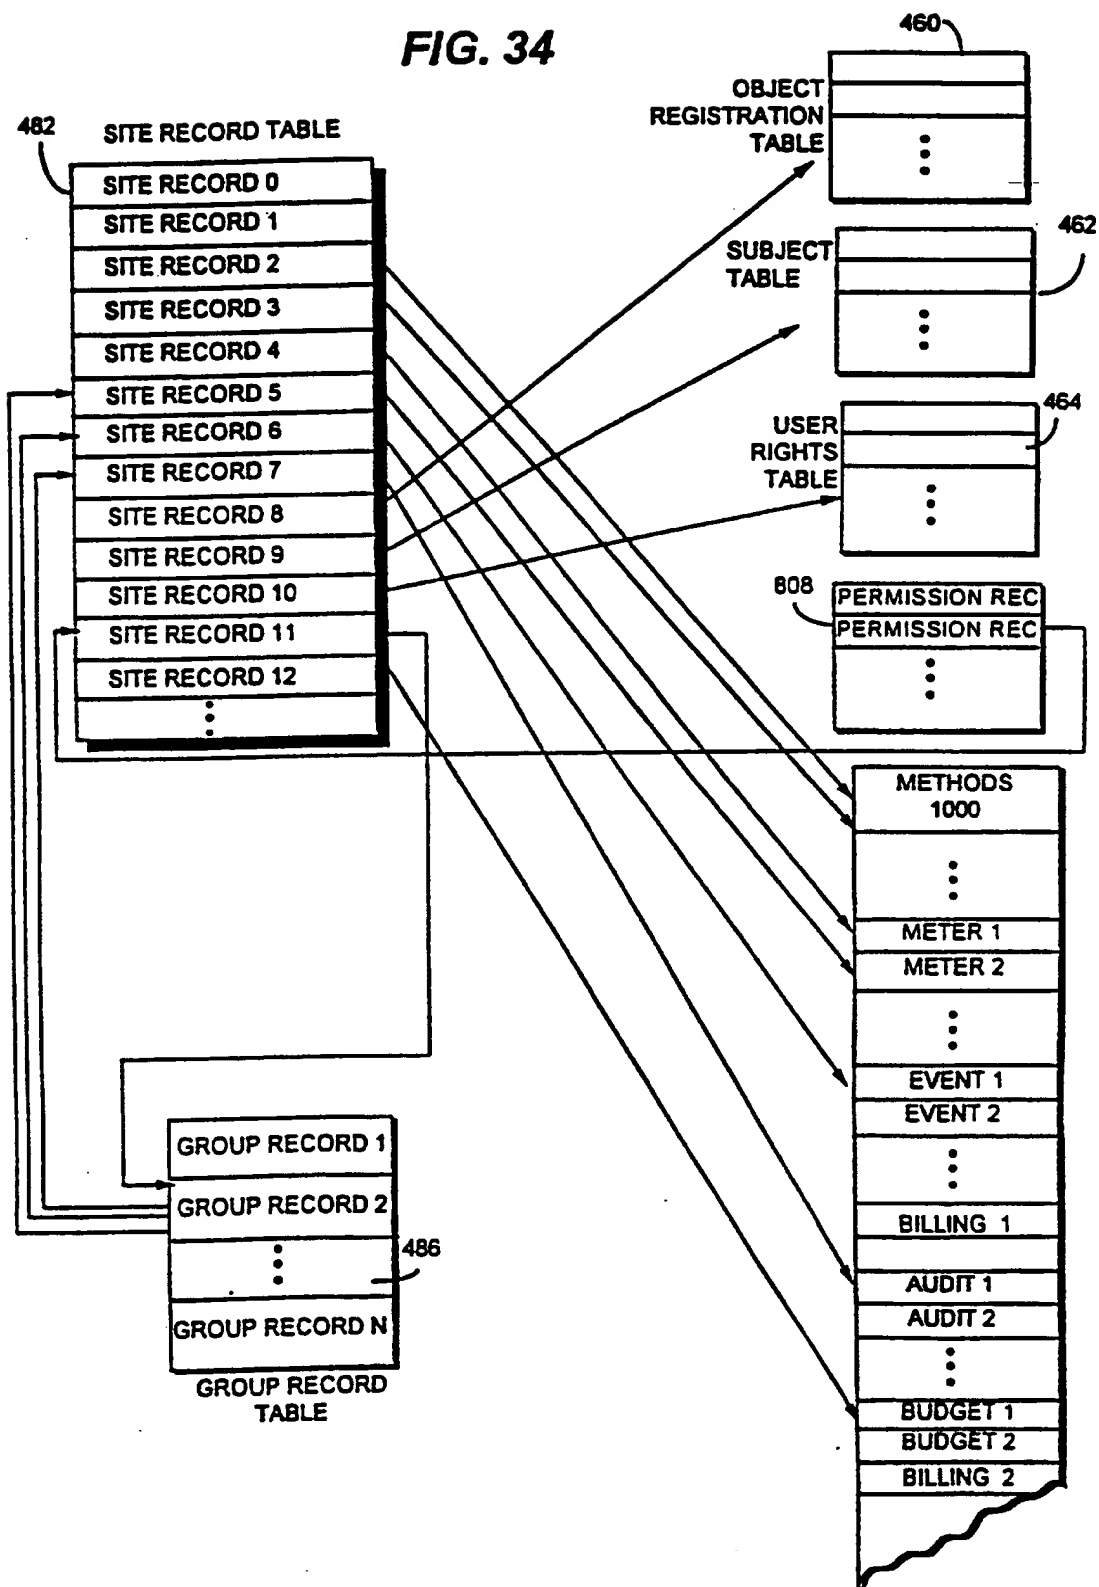 FIG. 34
460
OBJECT
REGISTRATION
TABLE
482
SITE RECORD TABLE
SITE RECORD 0
SITE RECORD 1
SITE RECORD 2
SITE RECORD 3
SITE RECORD 4
SITE RECORD 5
SITE RECORD 6
SITE RECORD 7
SITE RECORD 8
SITE RECORD 9
SITE RECORD 10
SITE RECORD 11
SITE RECORD 12
462
SUBJECT
TABLE
464
USER
RIGHTS
TABLE
808
PERMISSION REC
PERMISSION REC
METHODS
1000
METER 1
METER 2
EVENT 1
EVENT 2
BILLING 1
AUDIT 1
AUDIT 2
BUDGET 1
BUDGET 2
BILLING 2
GROUP RECORD 1
GROUP RECORD 2
486
GROUP RECORD N
GROUP RECORD
TABLE